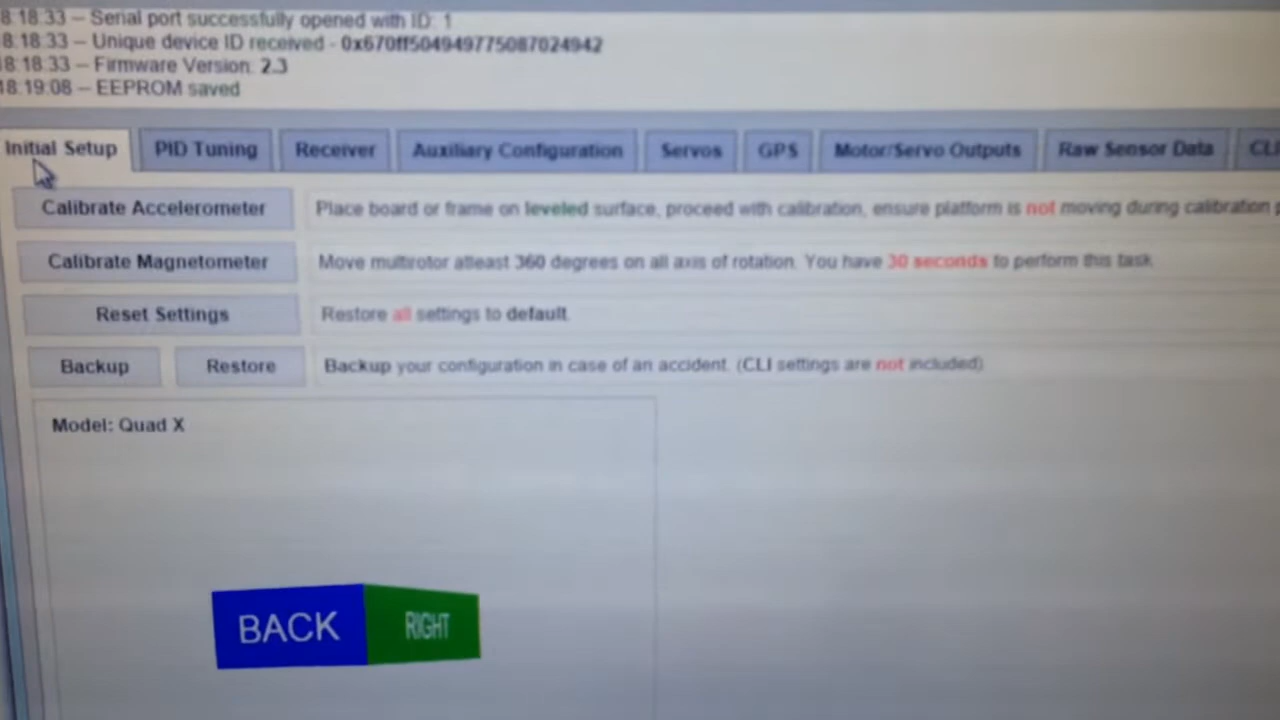 8:18:33 -- Serial port successfully opened with ID: 1
8:18:33 -- Unique device ID received - 0x670ff504949775087024942
18:18:33 -- Firmware Version: 2.3
18:19:08 -- EEPROM saved
Initial Setup PID Tuning Receiver Auxiliary Configuration Servos GPS Motor/Servo Outputs Raw Sensor Data CLI
Calibrate Accelerometer Place board or frame on leveled surface, proceed with calibration, ensure platform is not moving during calibration p
Calibrate Magnetometer Move multirotor atleast 360 degrees on all axis of rotation. You have 30 seconds to perform this task.
Reset Settings Restore all settings to default.
Backup Restore Backup your configuration in case of an accident. (CLI settings are not included)
Model: Quad X
BACK RIGHT